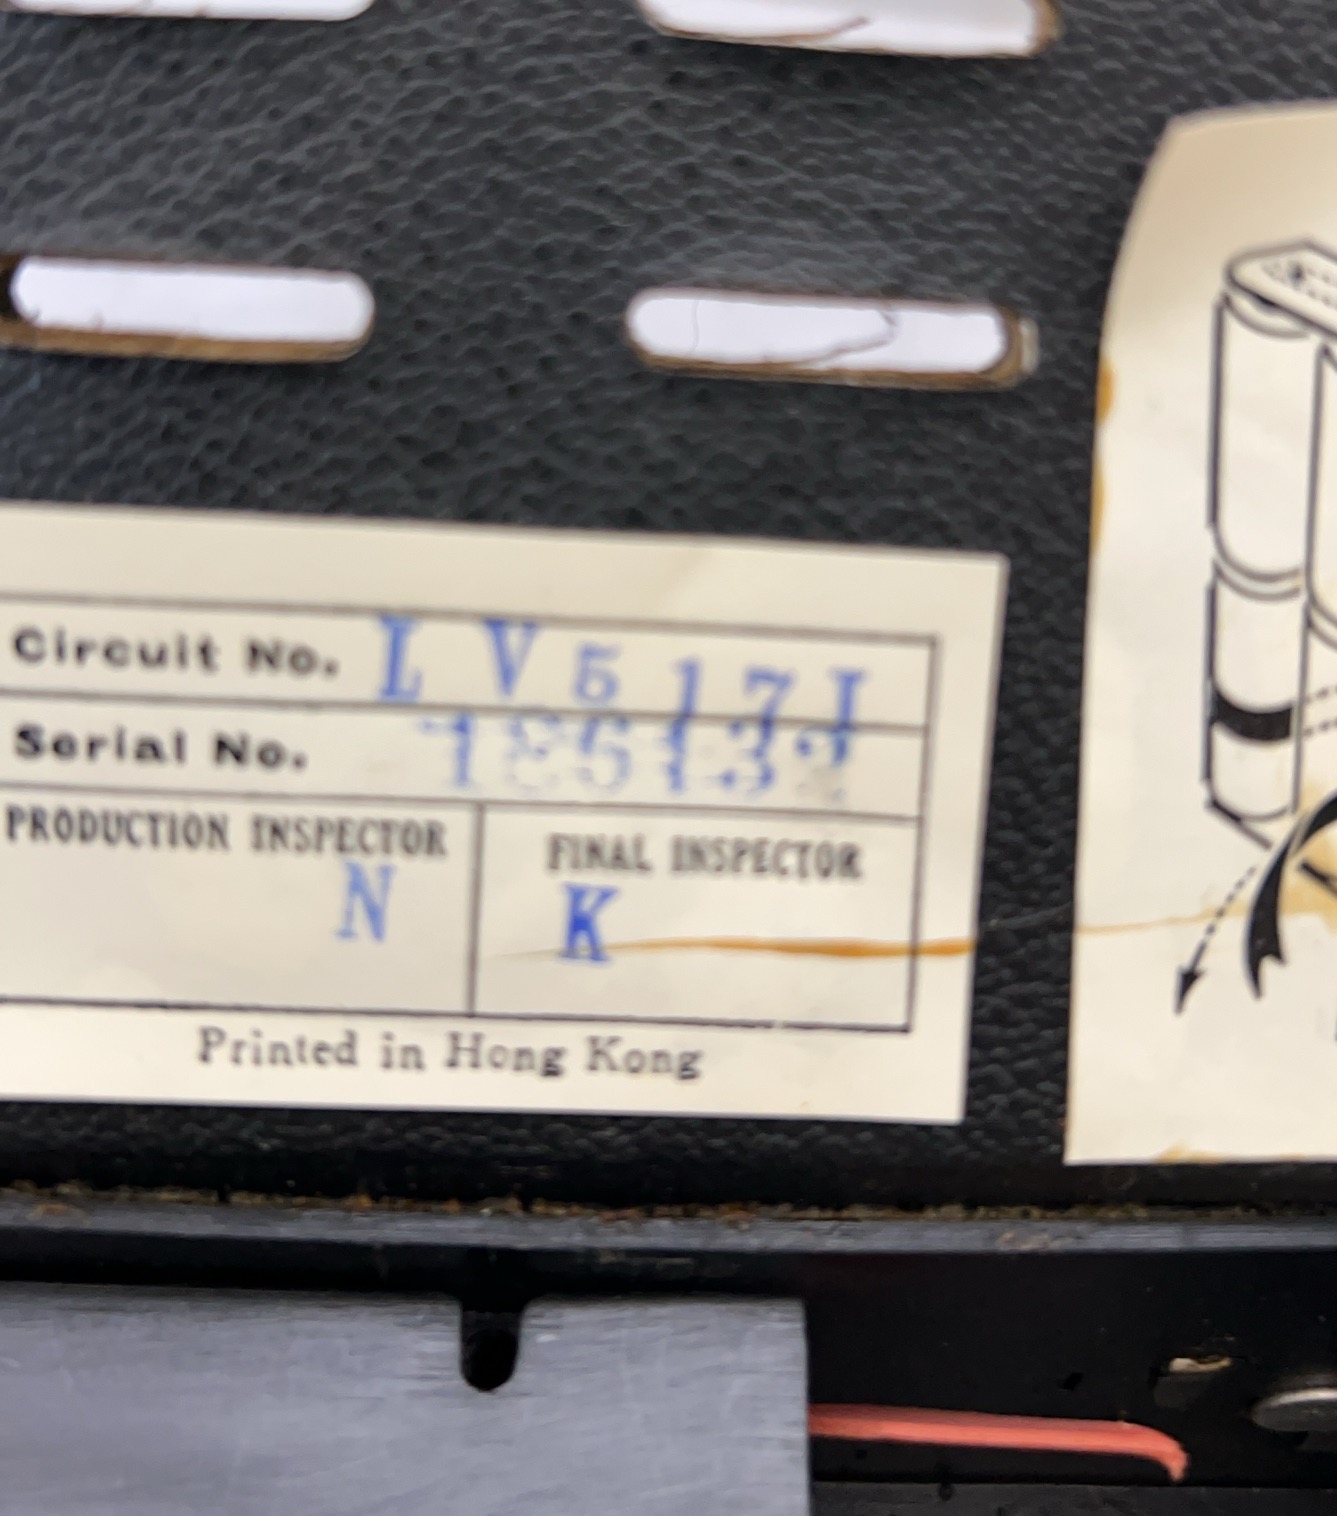 Circuit No. LV517J
Serial No.
PRODUCTION INSPECTOR FINAL INSPECTOR
N K
Printed in Hong Kong